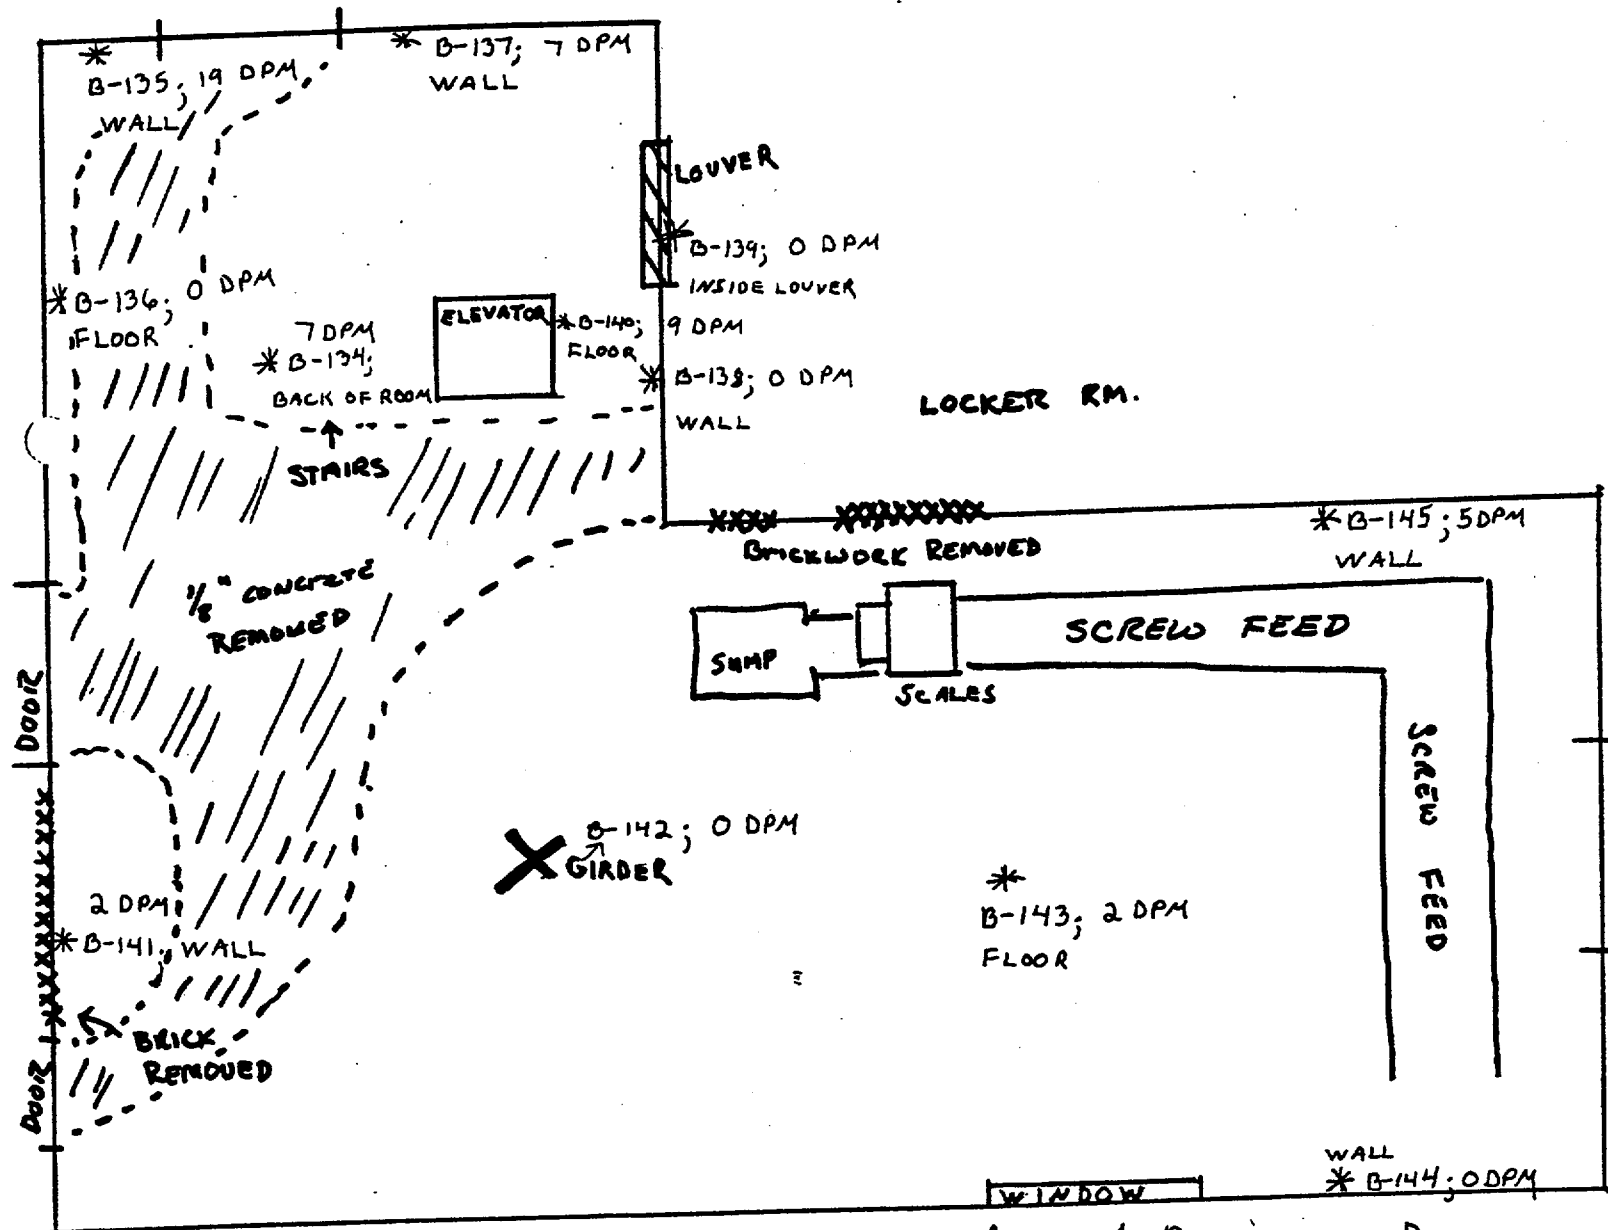 B-135; 19 DPM
WALL
B-137; 7 DPM
WALL
LOUVER
B-139; 0 DPM
INSIDE LOUVER
B-136; 0 DPM
FLOOR
7 DPM
B-134;
BACK OF ROOM
ELEVATOR
B-140; 9 DPM
FLOOR
B-138; 0 DPM
WALL
LOCKER RM.
STAIRS
BRICKWORK REMOVED
B-145; 5 DPM
WALL
1/8" CONCRETE
REMOVED
SUMP
SCALES
SCREW FEED
SCREW FEED
DOOR
B-142; 0 DPM
GIRDER
2 DPM
B-141; WALL
B-143; 2 DPM
FLOOR
BRICK
REMOVED
DOOR
WALL
B-144; 0 DPM
WINDOW